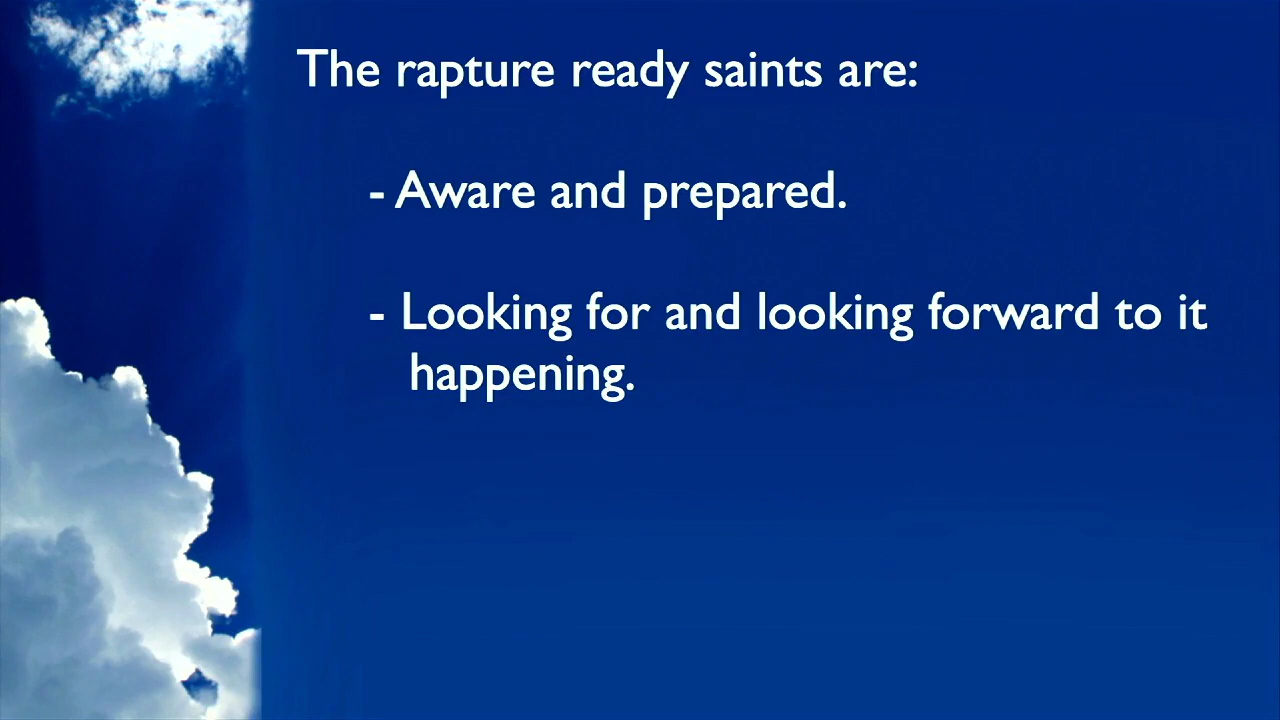 The rapture ready saints are:
- Aware and prepared.
- Looking for and looking forward to it
happening.